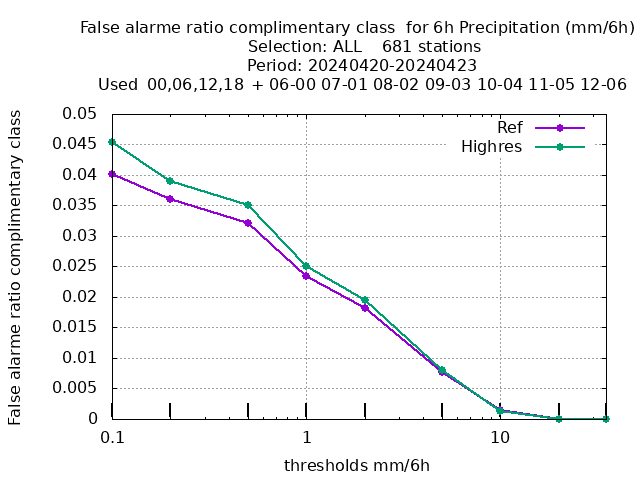 False alarme ratio complimentary class  for 6h Precipitation (mm/6h)
Selection: ALL    681 stations
Period: 20240420-20240423
Used  00,06,12,18  + 06-00 07-01 08-02 09-03 10-04 11-05 12-06
False alarme ratio complimentary class
0.05
0.045
0.04
0.035
0.03
0.025
0.02
0.015
0.01
0.005
0
Ref
Highres
0.1 1 10
thresholds mm/6h